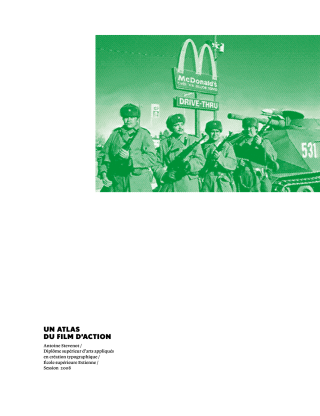 McDonald's
DRIVE-THRU
531
UN ATLAS
DU FILM D'ACTION
Antoine Stevenot /
Diplôme supérieur d'arts appliqués
en création typographique /
École supérieure Estienne /
Session 2008